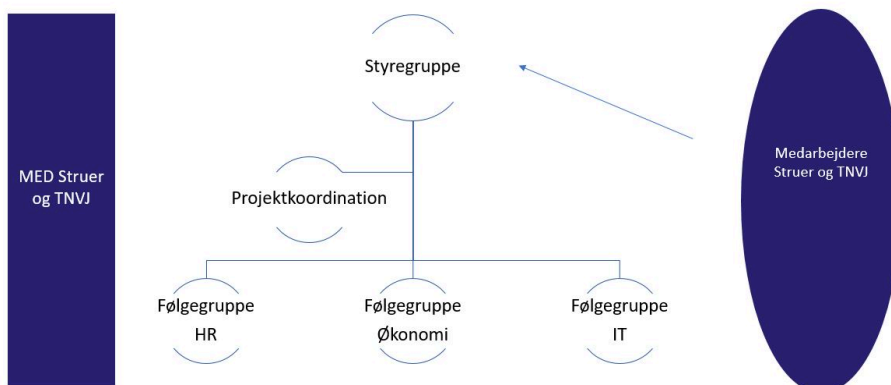 Styregruppe
MED Struer
og TNVJ
Medarbejdere
Struer og TNVJ
Projektkoordination
Følgegruppe
HR
Følgegruppe
Økonomi
Følgegruppe
IT